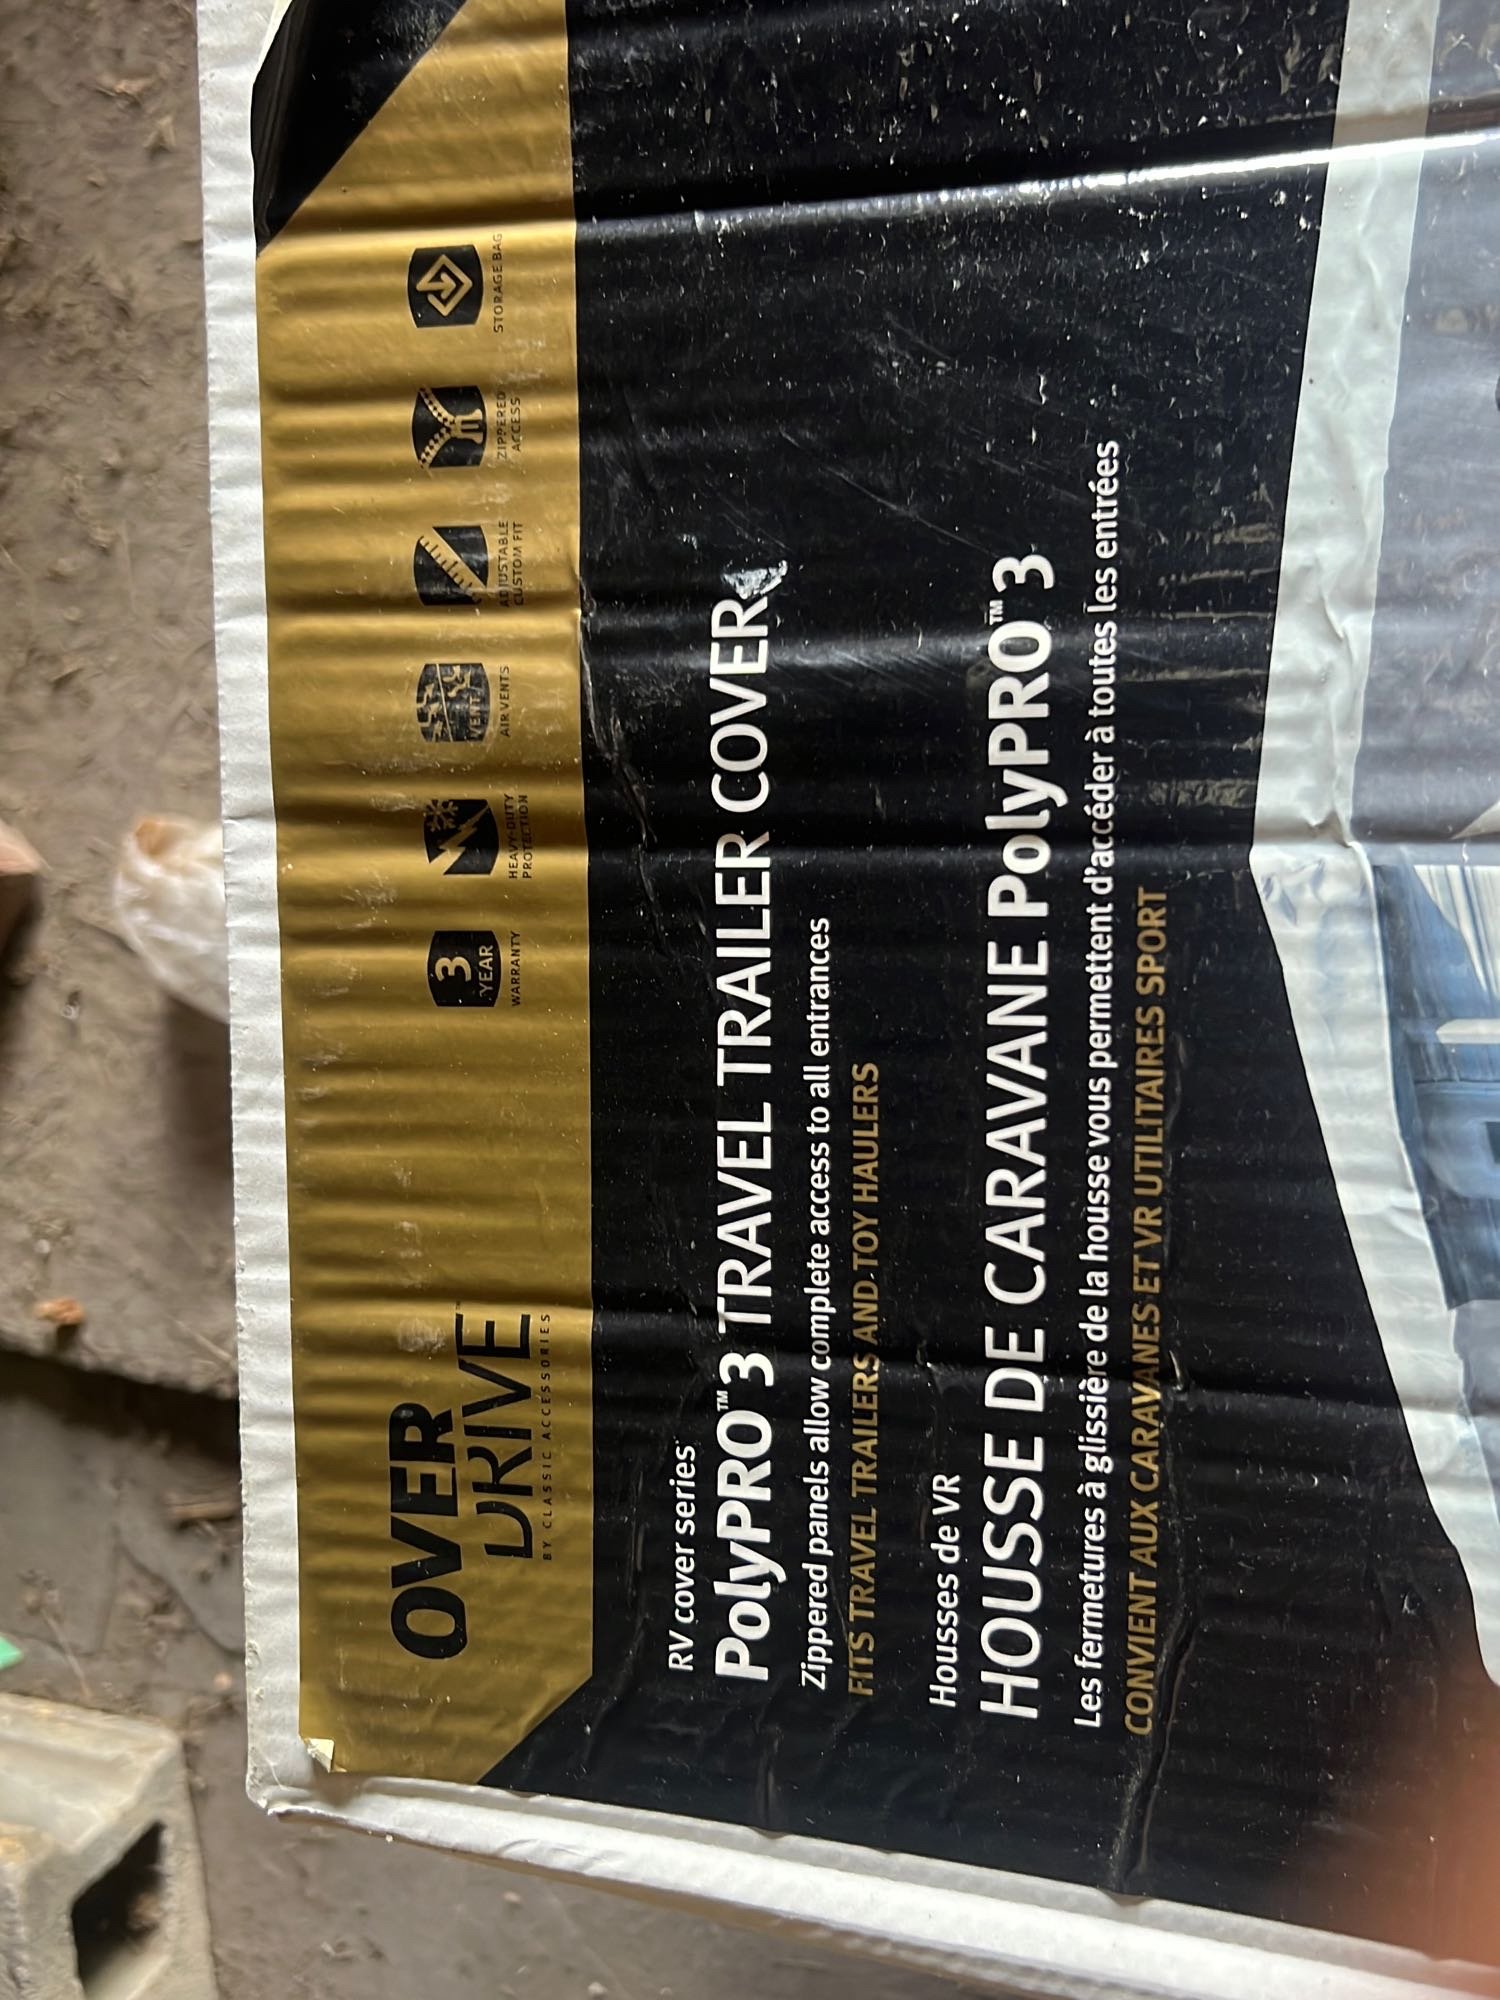 OVER
DRIVE™
BY CLASSIC ACCESSORIES
3
YEAR
WARRANTY
HEAVY-DUTY
PROTECTION
VENT
AIR VENTS
ADJUSTABLE
CUSTOM FIT
ZIPPERED
ACCESS
STORAGE BAG
RV cover series
PolyPRO™3 TRAVEL TRAILER COVER
Zippered panels allow complete access to all entrances
FITS TRAVEL TRAILERS AND TOY HAULERS
Housses de VR
HOUSSE DE CARAVANE PolyPRO™3
Les fermetures à glissière de la housse vous permettent d'accéder à toutes les entrées
CONVIENT AUX CARAVANES ET VR UTILITAIRES SPORT